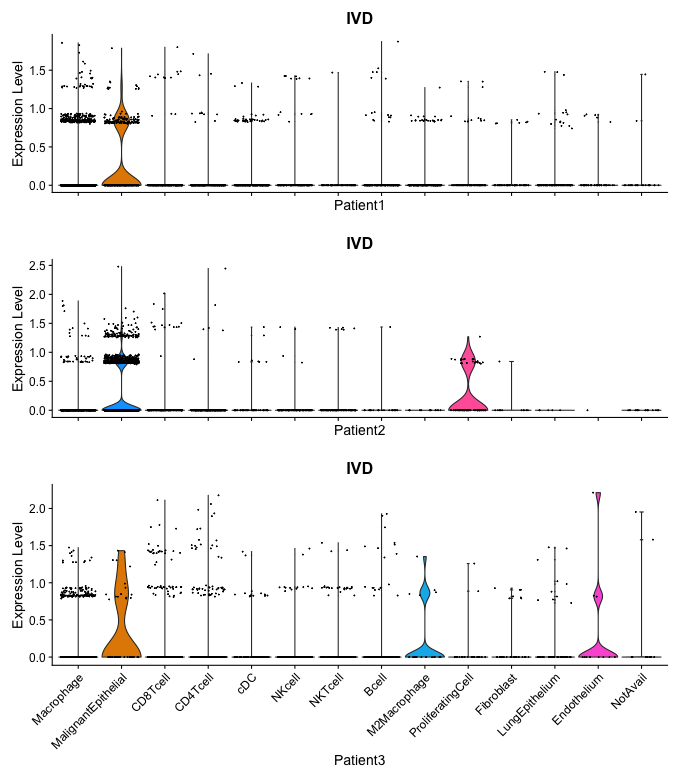 IVD
Expression Level
1.5
1.0
0.5
0.0
Patient1
IVD
Expression Level
2.5
2.0
1.5
1.0
0.5
0.0
Patient2
IVD
Expression Level
2.0
1.5
1.0
0.5
0.0
Macrophage
MalignantEpithelial
CD8Tcell
CD4Tcell
cDC
NKcell
NKTcell
Bcell
M2Macrophage
ProliferatingCell
Fibroblast
LungEpithelium
Endothelium
NotAvail
Patient3